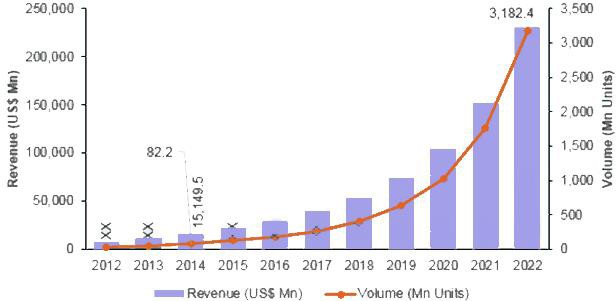 250,000
200,000
150,000
100,000
50,000
0
Revenue (US$ Mn)
3,182.4
82.2
15,149.5
XX
XX
X
3,500
3,000
2,500
2,000
1,500
1,000
500
0
Volume (Mn Units)
2012 2013 2014 2015 2016 2017 2018 2019 2020 2021 2022
Revenue (US$ Mn) Volume (Mn Units)